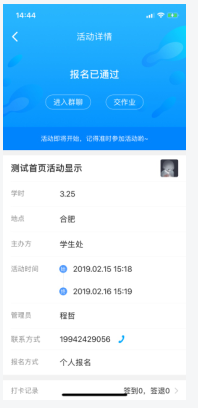 14:44
活动详情
报名已通过
进入群聊 交作业
活动即将开始、记得准时参加活动哟~
测试首页活动显示
学时 3.25
地点 合肥
主办方 学生处
活动时间 2019.02.15 15:18
2019.02.16 15:19
管理员 程哲
联系方式 19942429056
报名方式 个人报名
打卡记录 签到0，签退0